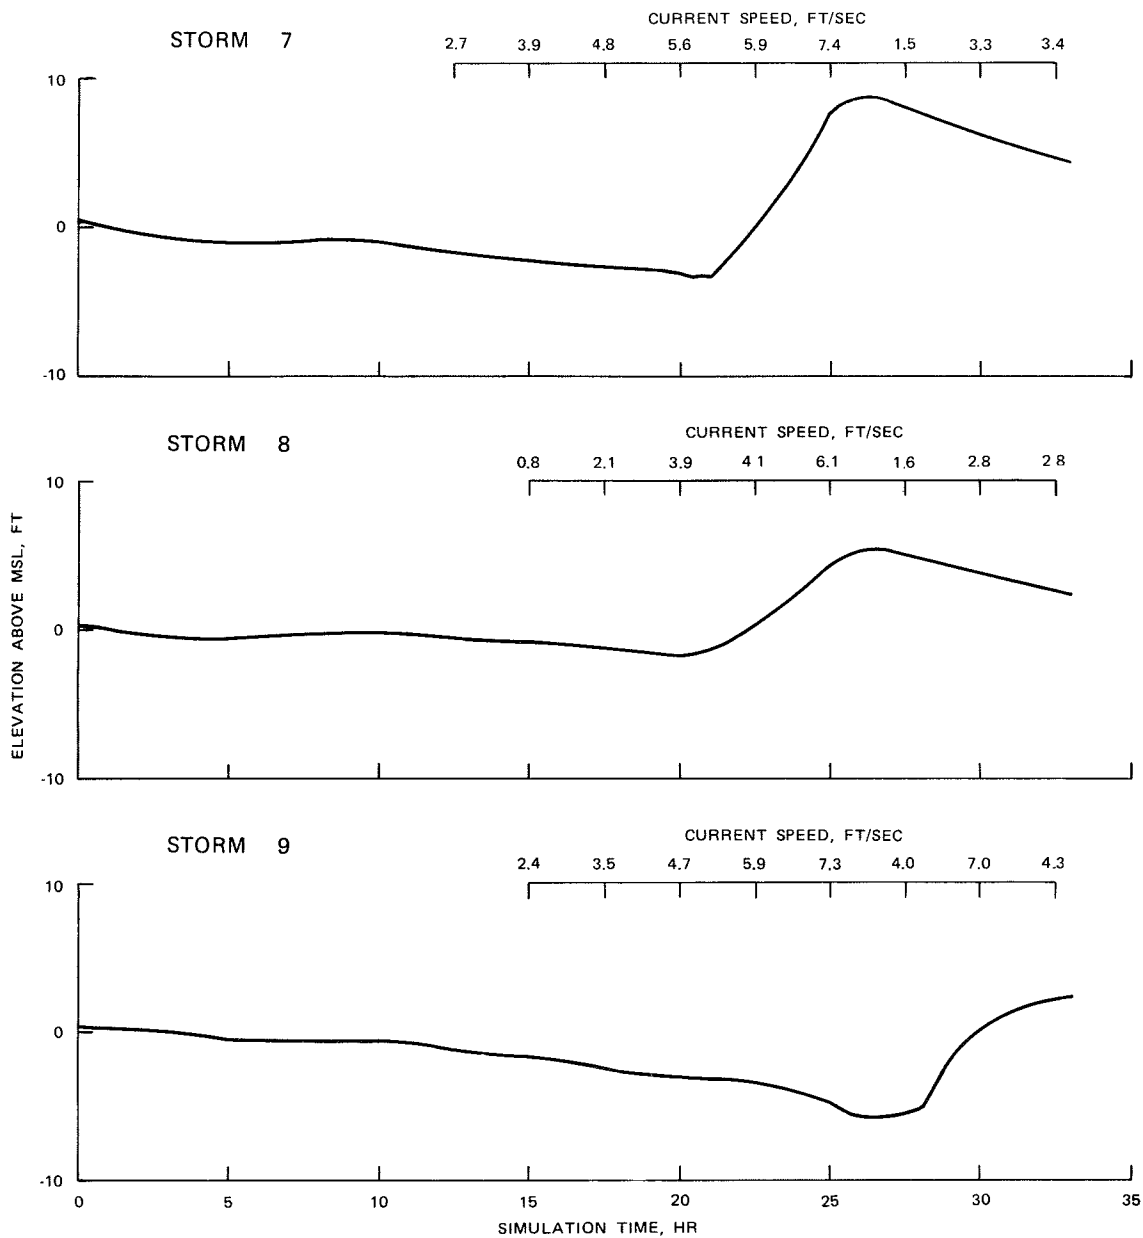 STORM 7
CURRENT SPEED, FT/SEC
2.7 3.9 4.8 5.6 5.9 7.4 1.5 3.3 3.4
10
0
-10
STORM 8
CURRENT SPEED, FT/SEC
0.8 2.1 3.9 4 1 6.1 1.6 2.8 2 8
10
0
-10
ELEVATION ABOVE MSL, FT
STORM 9
CURRENT SPEED, FT/SEC
2.4 3.5 4.7 5.9 7.3 4.0 7.0 4.3
10
0
-10
0 5 10 15 20 25 30 35
SIMULATION TIME, HR